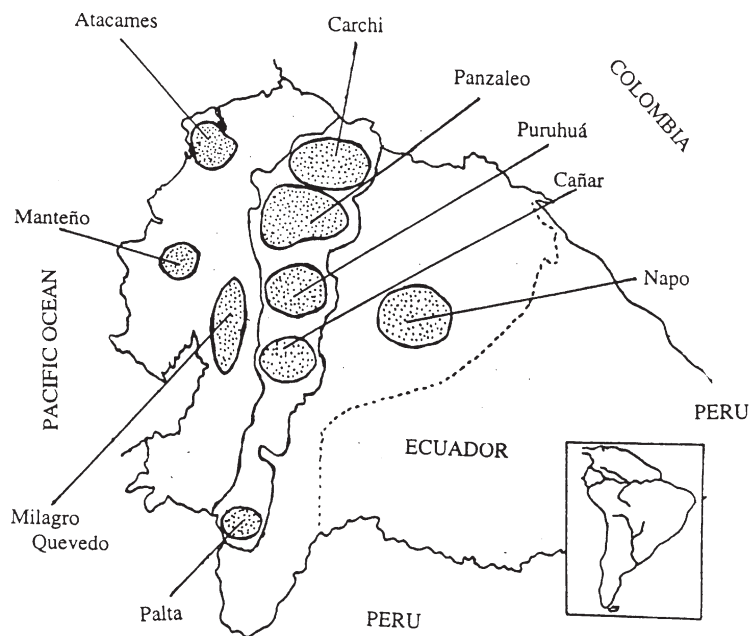 Atacames
Carchi
Panzaleo
COLOMBIA
Puruhuá
Cañar
Manteño
Napo
PACIFIC OCEAN
PERU
ECUADOR
Milagro
Quevedo
Palta
PERU